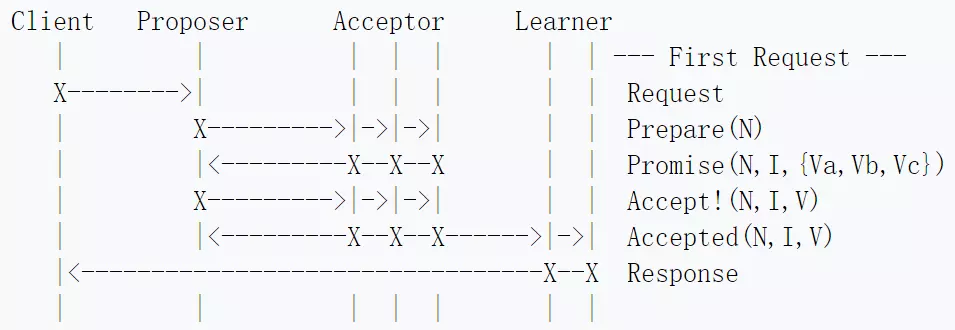 Client   Proposer      Acceptor     Learner
   |         |          |  |  |       |  | --- First Request ---
   X-------->|          |  |  |       |  |  Request
   |         X--------->|->|->|       |  |  Prepare(N)
   |         |<---------X--X--X       |  |  Promise(N,I,{Va,Vb,Vc})
   |         X--------->|->|->|       |  |  Accept!(N,I,V)
   |         |<---------X--X--X------>|->|  Accepted(N,I,V)
   |<---------------------------------X--X  Response
   |         |          |  |  |       |  |